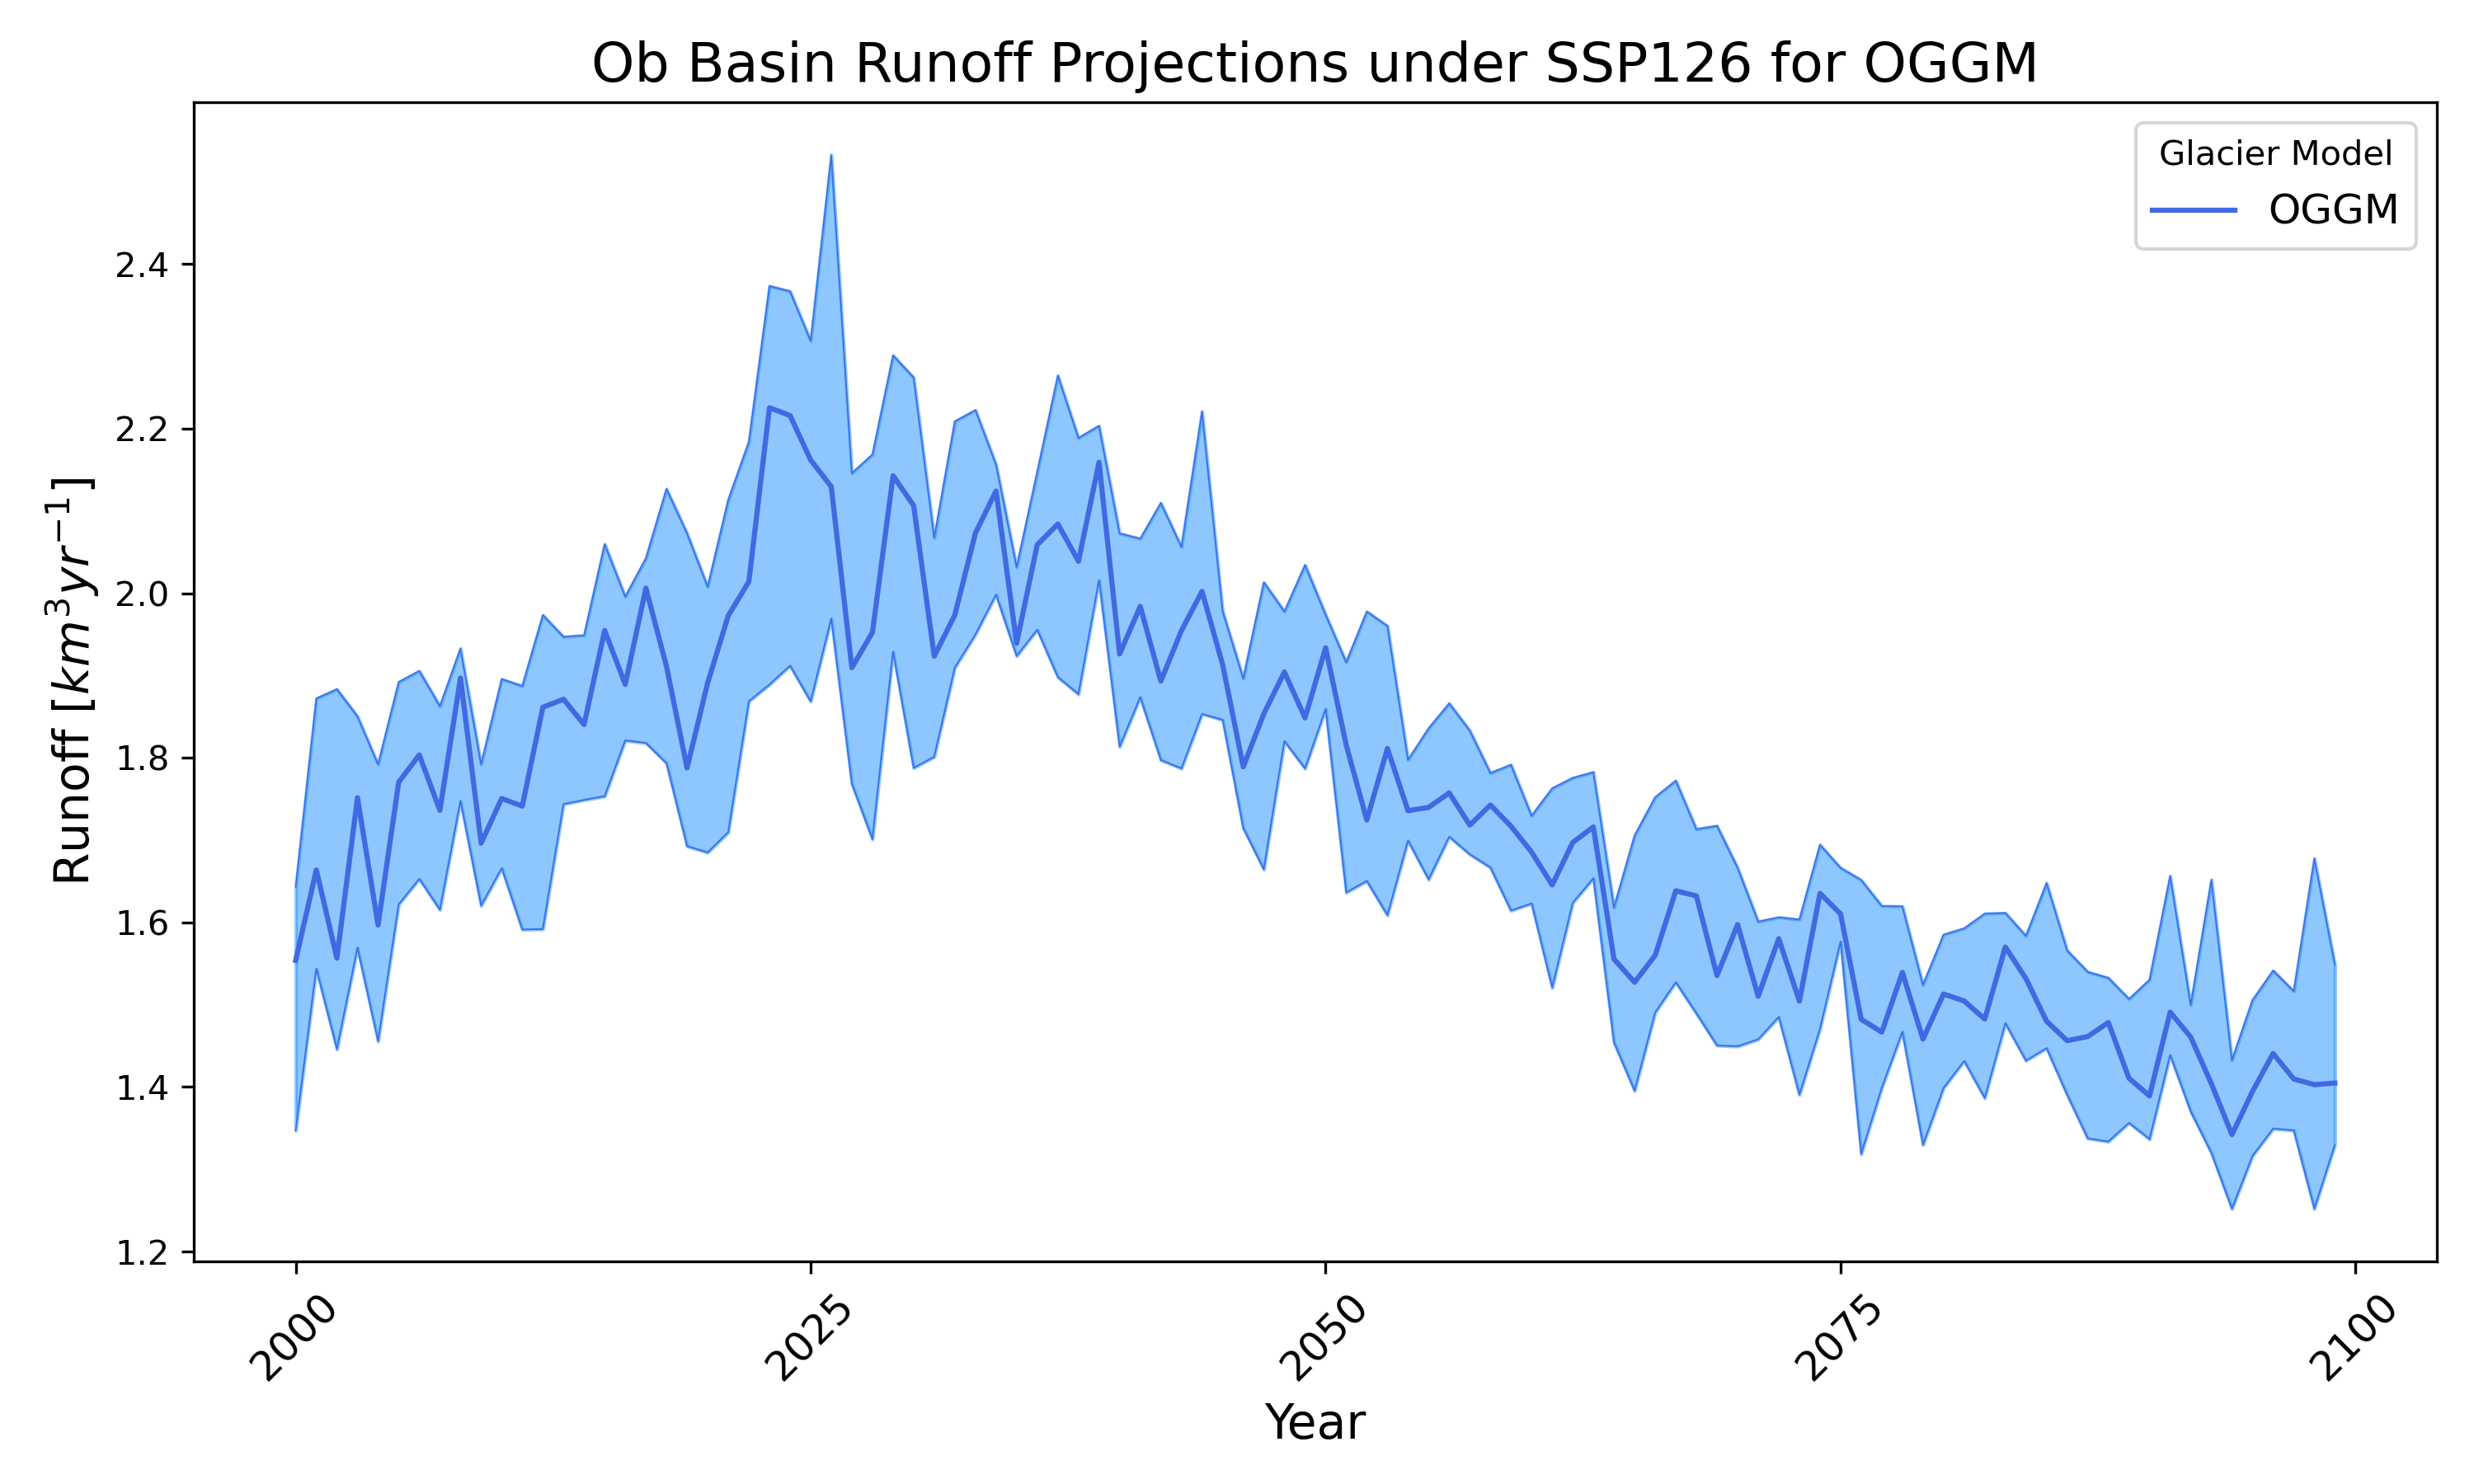 Ob Basin Runoff Projections under SSP126 for OGGM
Glacier Model
OGGM
Runoff [km³yr⁻¹]
2.4
2.2
2.0
1.8
1.6
1.4
1.2
2000
2025
2050
2075
2100
Year